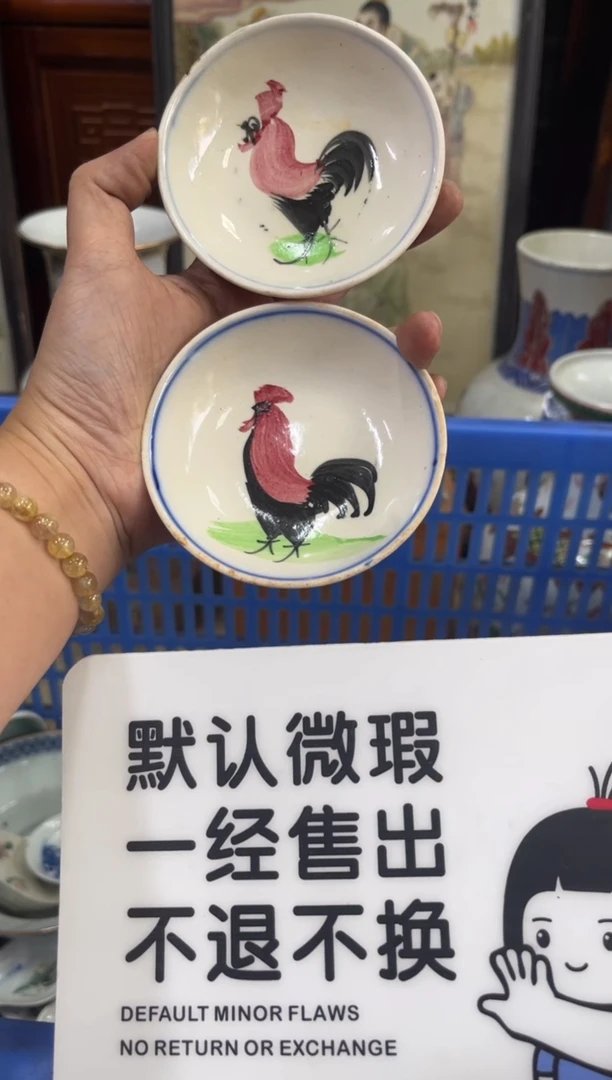 默认微瑕
一经售出
不退不换
DEFAULT MINOR FLAWS
NO RETURN OR EXCHANGE